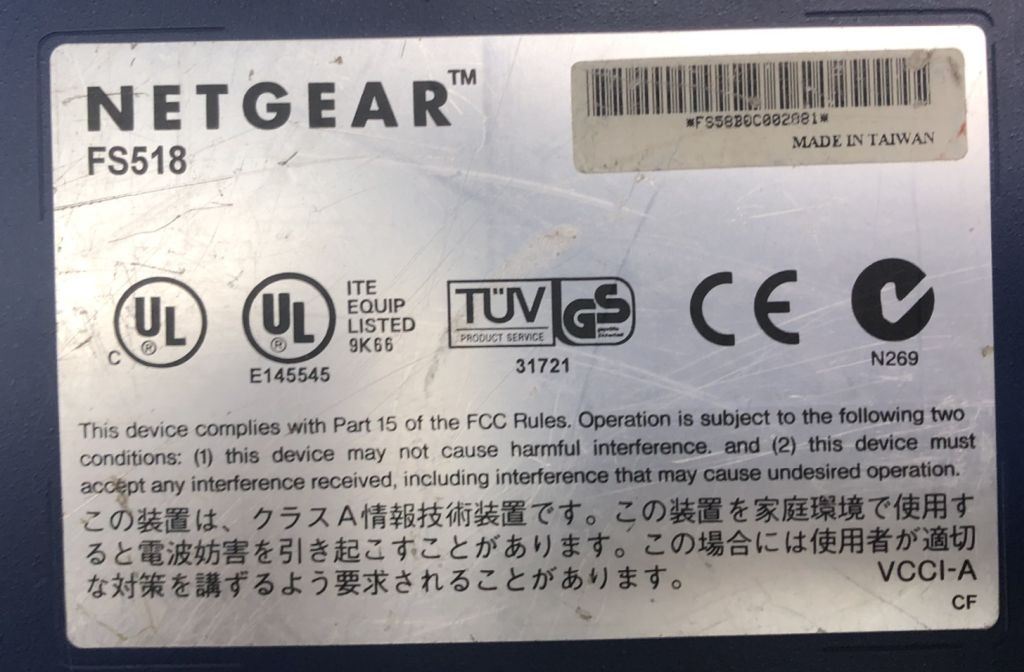 NETGEAR™
FS518
*FS58B0C002881*
MADE IN TAIWAN
C UL ®
UL ®
ITE
EQUIP
LISTED
9K66
E145545
TÜV
PRODUCT SERVICE
GS
geprüfte
Sicherheit
31721
CE
N269
This device complies with Part 15 of the FCC Rules. Operation is subject to the following two
conditions: (1) this device may not cause harmful interference. and (2) this device must
accept any interference received, including interference that may cause undesired operation.
この装置は、クラスA情報技術装置です。この装置を家庭環境で使用す
ると電波妨害を引き起こすことがあります。この場合には使用者が適切
な対策を講ずるよう要求されることがあります。
VCCI-A
CF